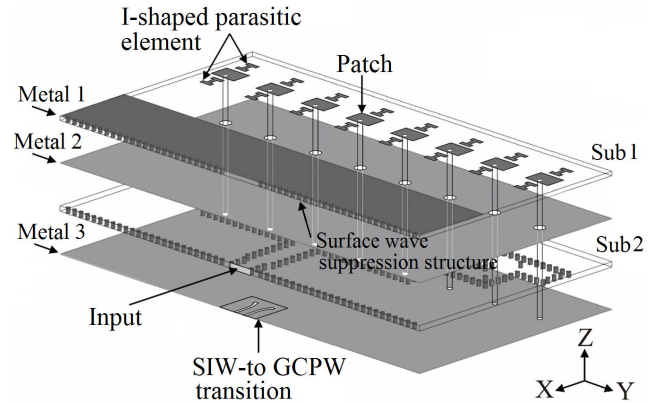 I-shaped parasitic
element
Patch
Metal 1
Metal 2
Sub1
Metal 3
Surface wave
suppression structure
Sub2
Input
SIW-to GCPW
transition
Z
X
Y